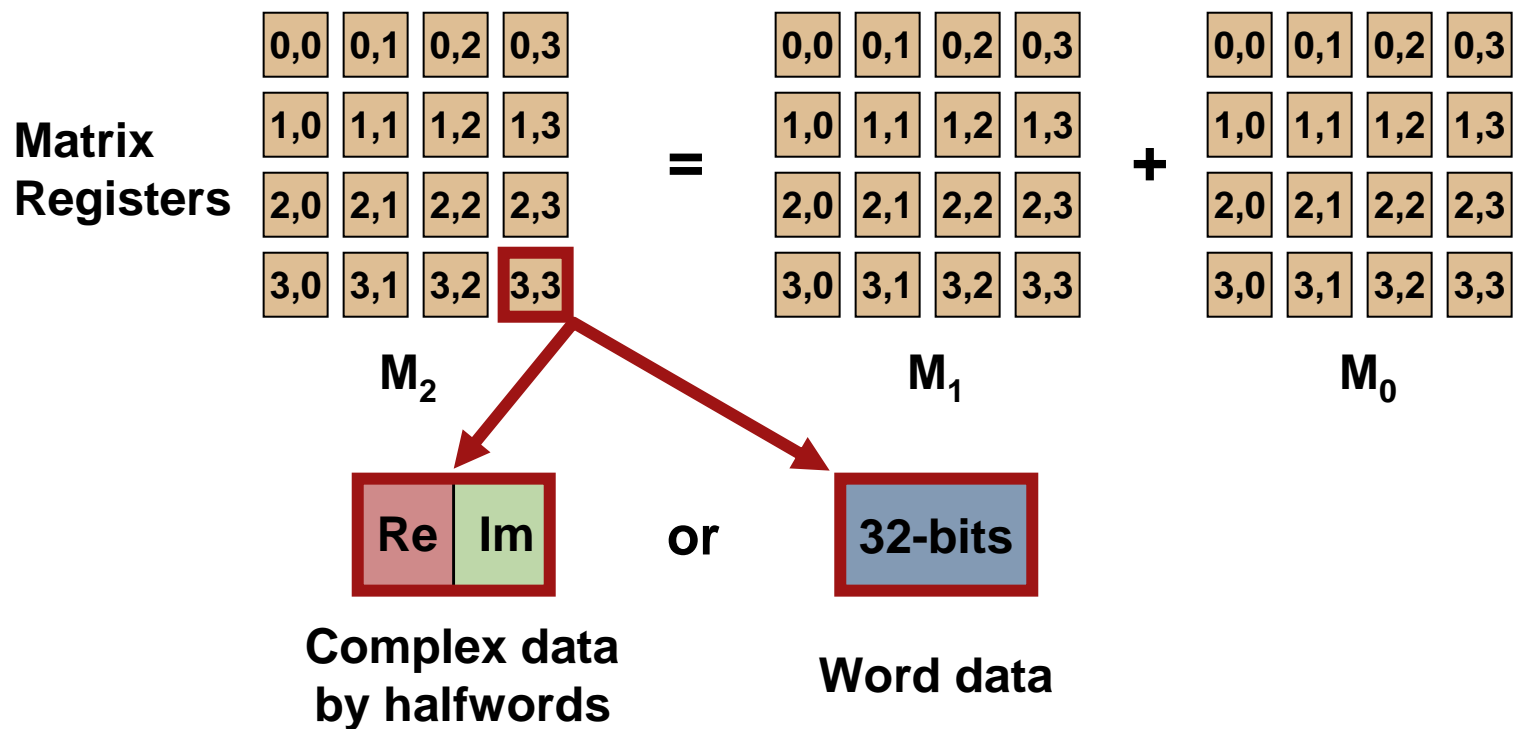 0,0 0,1 0,2 0,3 0,0 0,1 0,2 0,3 0,0 0,1 0,2 0,3
Matrix
Registers
1,0 1,1 1,2 1,3 = 1,0 1,1 1,2 1,3 + 1,0 1,1 1,2 1,3
2,0 2,1 2,2 2,3 2,0 2,1 2,2 2,3 2,0 2,1 2,2 2,3
3,0 3,1 3,2 3,3 3,0 3,1 3,2 3,3 3,0 3,1 3,2 3,3
M2 M1 M0
Re Im or 32-bits
Complex data
by halfwords
Word data